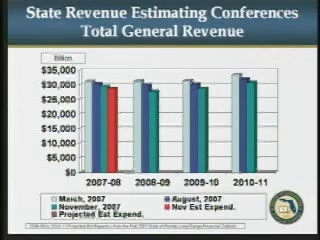 State Revenue Estimating Conferences
Total General Revenue
Billion
$35,000
$30,000
$25,000
$20,000
$15,000
$10,000
$5,000
$0
2007-08 2008-09 2009-10 2010-11
March, 2007 August, 2007
November, 2007 Nov Est Expend.
Projected Est Expend.